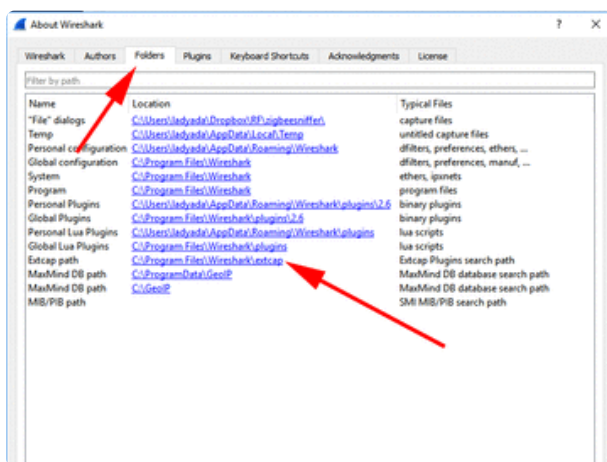 About Wireshark ? ×
Wireshark Authors Folders Plugins Keyboard Shortcuts Acknowledgments License
Filter by path
Name Location Typical Files
"File" dialogs C:\Users\ladyada\Dropbox\RF\zigbeesniffer\ capture files
Temp C:\Users\ladyada\AppData\Local\Temp untitled capture files
Personal configuration C:\Users\ladyada\AppData\Roaming\Wireshark dfilters, preferences, ethers, ...
Global configuration C:\Program Files\Wireshark dfilters, preferences, manuf, ...
System C:\Program Files\Wireshark ethers, ipxnets
Program C:\Program Files\Wireshark program files
Personal Plugins C:\Users\ladyada\AppData\Roaming\Wireshark\plugins\2.6 binary plugins
Global Plugins C:\Program Files\Wireshark\plugins\2.6 binary plugins
Personal Lua Plugins C:\Users\ladyada\AppData\Roaming\Wireshark\plugins lua scripts
Global Lua Plugins C:\Program Files\Wireshark\plugins lua scripts
Extcap path C:\Program Files\Wireshark\extcap Extcap Plugins search path
MaxMind DB path C:\ProgramData\GeoIP MaxMind DB database search path
MaxMind DB path C:\GeoIP MaxMind DB database search path
MIB/PIB path SMI MIB/PIB search path